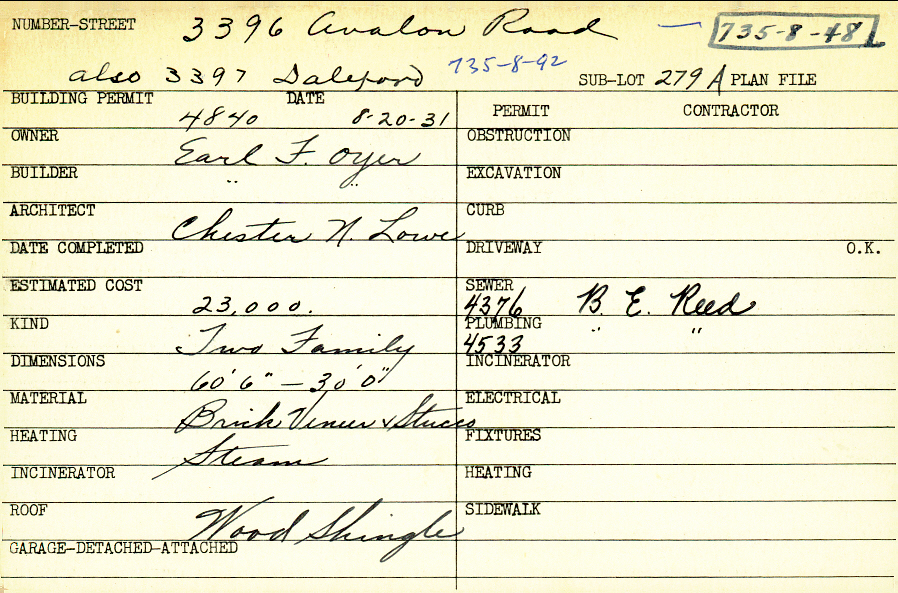 NUMBER-STREET 3396 Avalon Road — 735-8-48
also 3397 Daleford 735-8-92 SUB-LOT 279A PLAN FILE
BUILDING PERMIT 4840 DATE 8-20-31 PERMIT CONTRACTOR
OWNER Earl F. Oyer OBSTRUCTION
BUILDER " " EXCAVATION
ARCHITECT Chester N. Lowe CURB
DATE COMPLETED DRIVEWAY O.K.
ESTIMATED COST 23,000. SEWER 4376 B. E. Reed
KIND Two Family PLUMBING 4533 " "
DIMENSIONS 60'6" — 30'0" INCINERATOR
MATERIAL Brick Veneer & Stucco ELECTRICAL
HEATING Steam FIXTURES
INCINERATOR HEATING
ROOF Wood Shingle SIDEWALK
GARAGE-DETACHED-ATTACHED